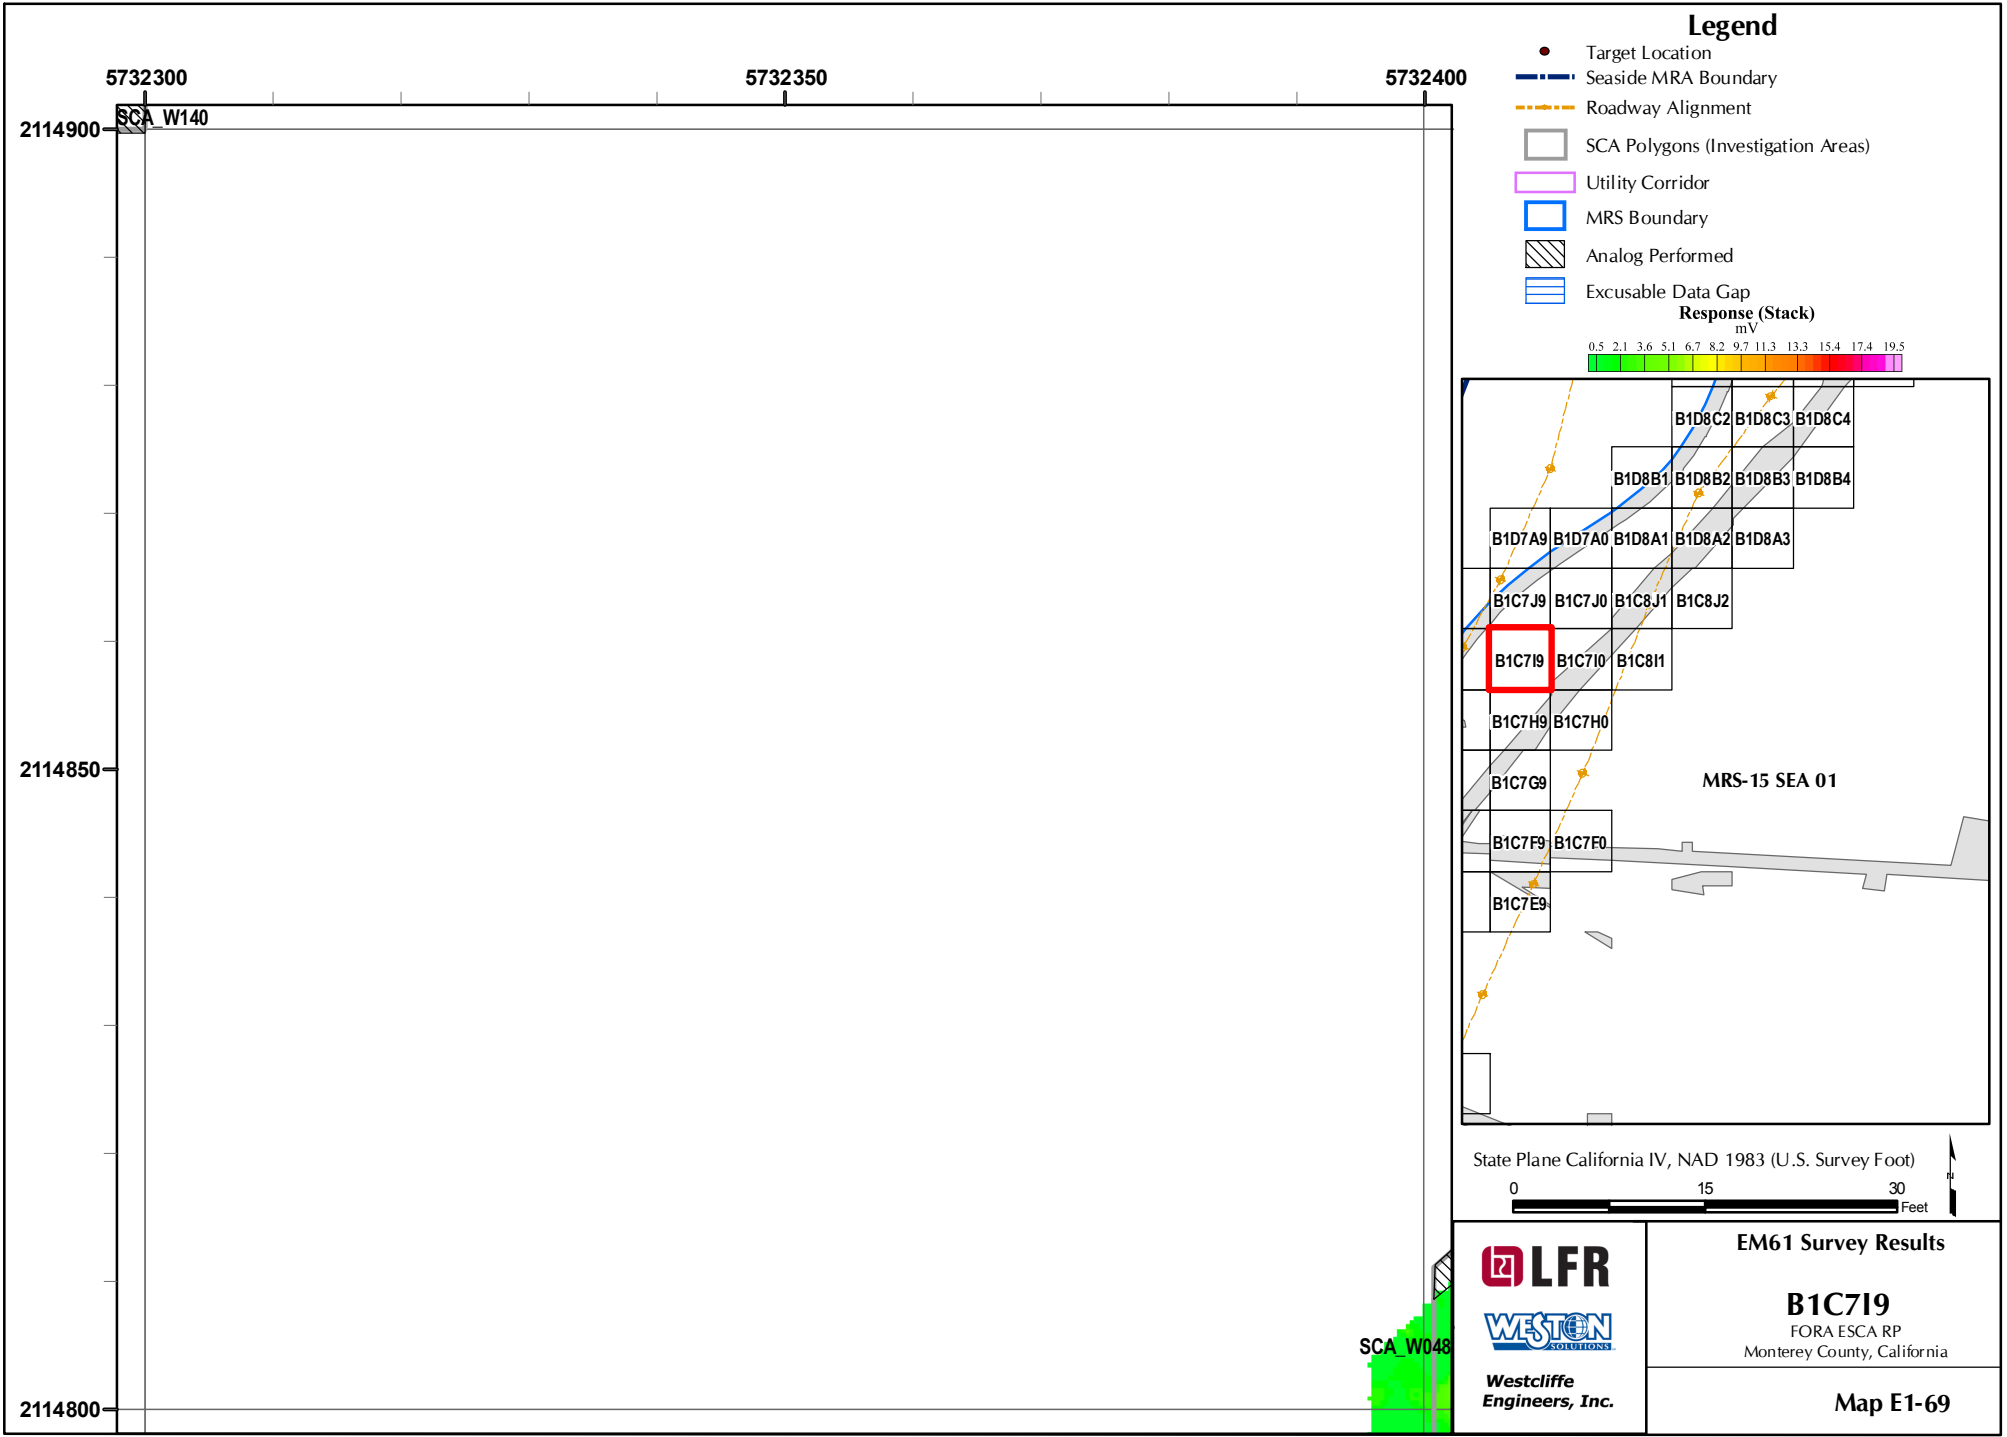 Legend
Target Location
Seaside MRA Boundary
Roadway Alignment
SCA Polygons (Investigation Areas)
Utility Corridor
MRS Boundary
Analog Performed
Excusable Data Gap
Response (Stack)
mV
0.5 2.1 3.6 5.1 6.7 8.2 9.7 11.3 13.3 15.4 17.4 19.5
5732300 5732350 5732400
2114900
SCA_W140
2114850
2114800
SCA_W048
B1D8C2 B1D8C3 B1D8C4
B1D8B1 B1D8B2 B1D8B3 B1D8B4
B1D7A9 B1D7A0 B1D8A1 B1D8A2 B1D8A3
B1C7J9 B1C7J0 B1C8J1 B1C8J2
B1C7I9 B1C7I0 B1C8I1
B1C7H9 B1C7H0
B1C7G9
MRS-15 SEA 01
B1C7F9 B1C7F0
B1C7E9
State Plane California IV, NAD 1983 (U.S. Survey Foot)
N
0 15 30
Feet
LFR
WESTON
SOLUTIONS
Westcliffe
Engineers, Inc.
EM61 Survey Results
B1C7I9
FORA ESCA RP
Monterey County, California
Map E1-69